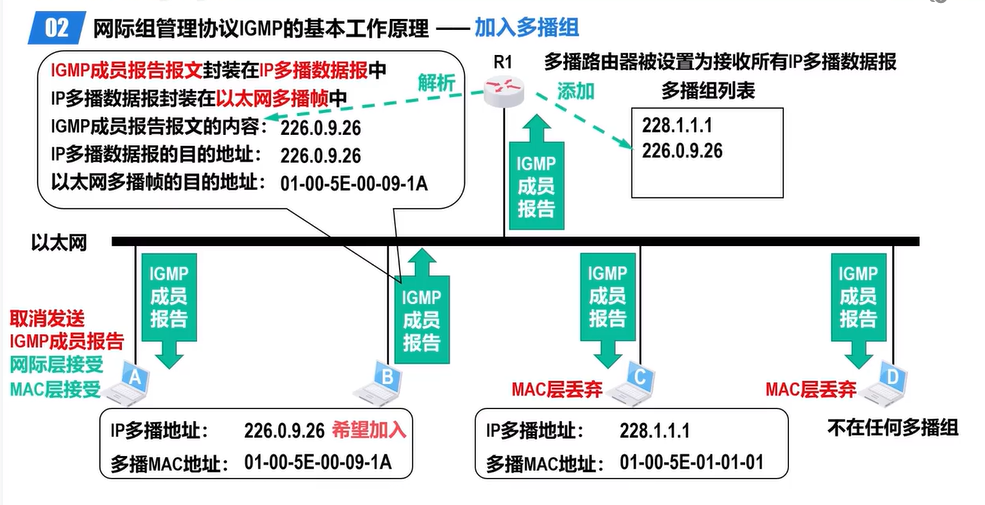 02 网际组管理协议IGMP的基本工作原理 —— 加入多播组
IGMP成员报告报文封装在IP多播数据报中
IP多播数据报封装在以太网多播帧中
IGMP成员报告报文的内容： 226.0.9.26
IP多播数据报的目的地址： 226.0.9.26
以太网多播帧的目的地址： 01-00-5E-00-09-1A
解析
R1
添加
多播路由器被设置为接收所有IP多播数据报
多播组列表
228.1.1.1
226.0.9.26
IGMP
成员
报告
以太网
IGMP
成员
报告
IGMP
成员
报告
IGMP
成员
报告
IGMP
成员
报告
取消发送
IGMP成员报告
网际层接受
MAC层接受
A
B
MAC层丢弃
C
MAC层丢弃
D
IP多播地址： 226.0.9.26 希望加入
多播MAC地址： 01-00-5E-00-09-1A
IP多播地址： 228.1.1.1
多播MAC地址： 01-00-5E-01-01-01
不在任何多播组